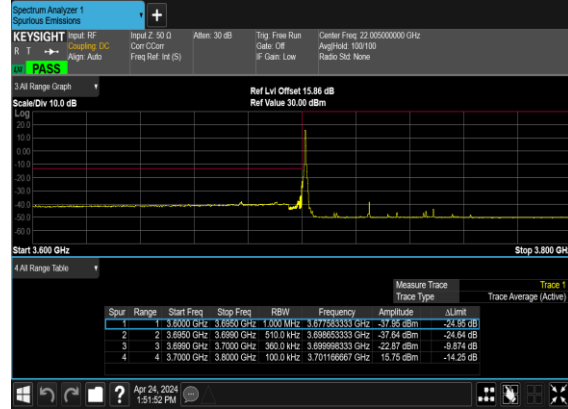 Spectrum Analyzer 1
Spurious Emissions
+
KEYSIGHT Input: RF Input Z: 50 Ω Atten: 30 dB Trig: Free Run Center Freq: 22.005000000 GHz
R T Coupling: DC Corr CCorr Gate: Off Avg|Hold: 100/100
Align: Auto Freq Ref: Int (S) IF Gain: Low Radio Std: None
PASS
3.All Range Graph
Ref Lvl Offset 15.86 dB
Scale/Div 10.0 dB Ref Value 30.00 dBm
Log
20.0
10.0
0.00
-10.0
-20.0
-30.0
-40.0
-50.0
-60.0
Start 3.600 GHz Stop 3.800 GH
4.All Range Table
Measure Trace Trace 1
Trace Type Trace Average (Active)
Spur Range Start Freq Stop Freq RBW Frequency Amplitude ΔLimit
1 1 3.6000 GHz 3.6950 GHz 1.000 MHz 3.677583333 GHz -37.95 dBm -24.95 dB
2 2 3.6950 GHz 3.6990 GHz 510.0 kHz 3.698653333 GHz -37.64 dBm -24.64 dB
3 3 3.6990 GHz 3.7000 GHz 360.0 kHz 3.699998333 GHz -22.87 dBm -9.874 dB
4 4 3.7000 GHz 3.8000 GHz 100.0 kHz 3.701166667 GHz 15.75 dBm -14.25 dB
?
Apr 24, 2024
1:51:52 PM